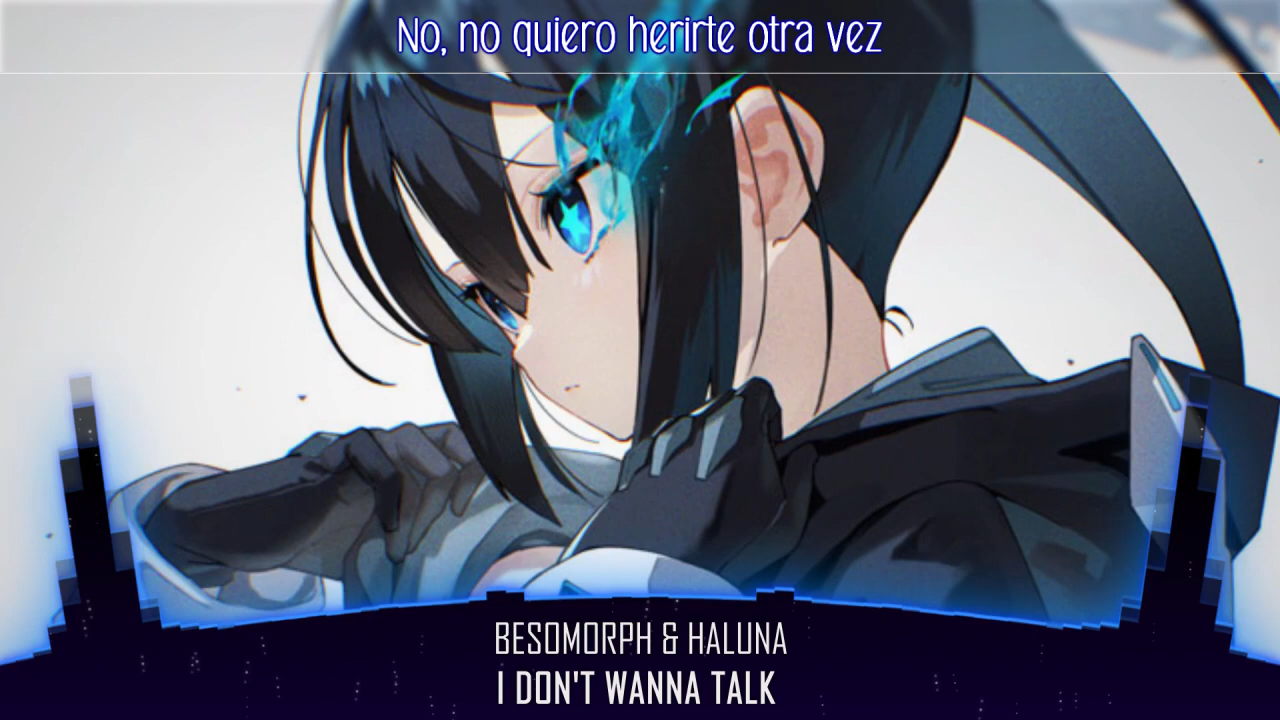 No, no quiero herirte otra vez
BESOMORPH & HALUNA
I DON'T WANNA TALK